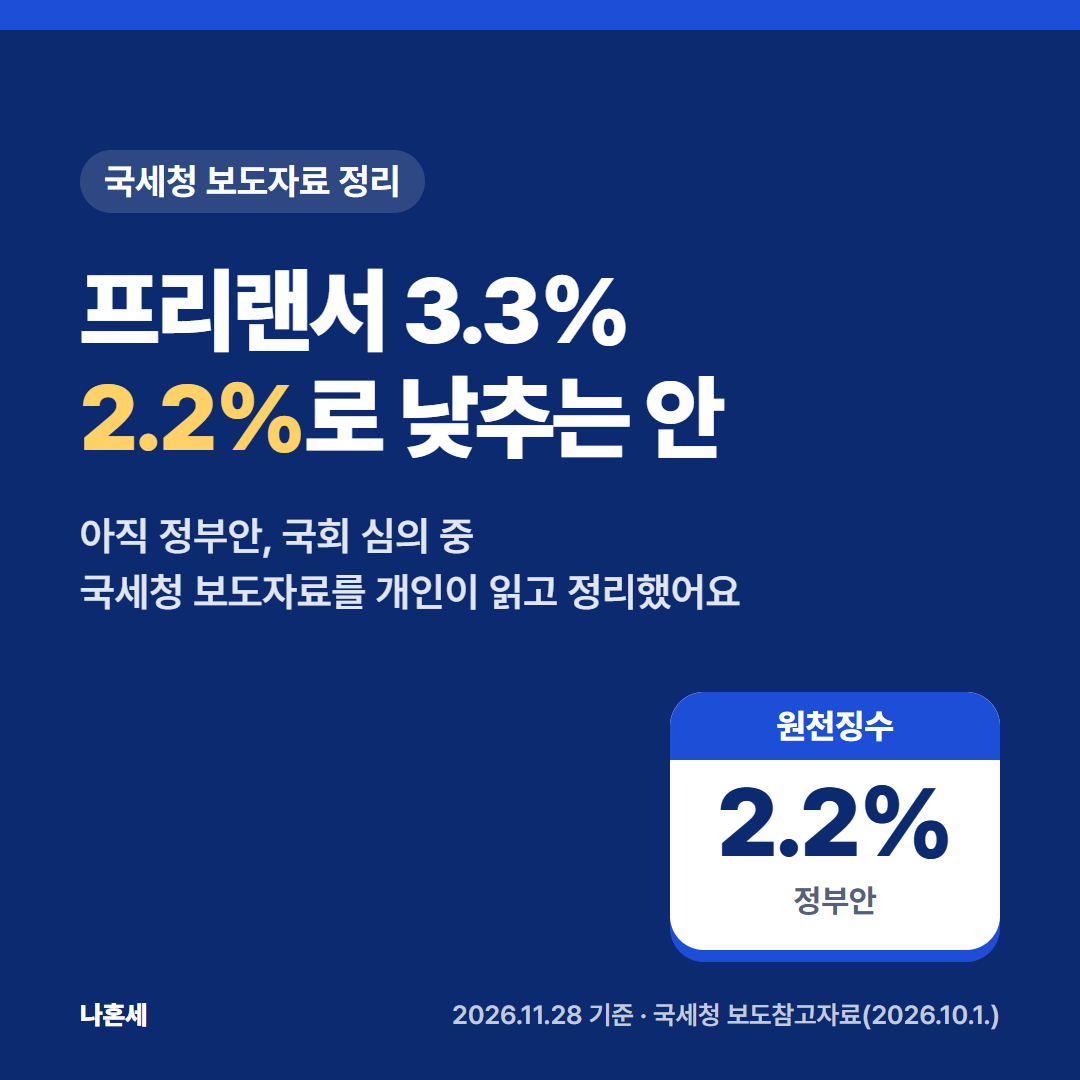 국세청 보도자료 정리
프리랜서 3.3%
2.2%로 낮추는 안
아직 정부안, 국회 심의 중
국세청 보도자료를 개인이 읽고 정리했어요
원천징수
2.2%
정부안
나혼세
2026.11.28 기준 · 국세청 보도참고자료(2026.10.1.)